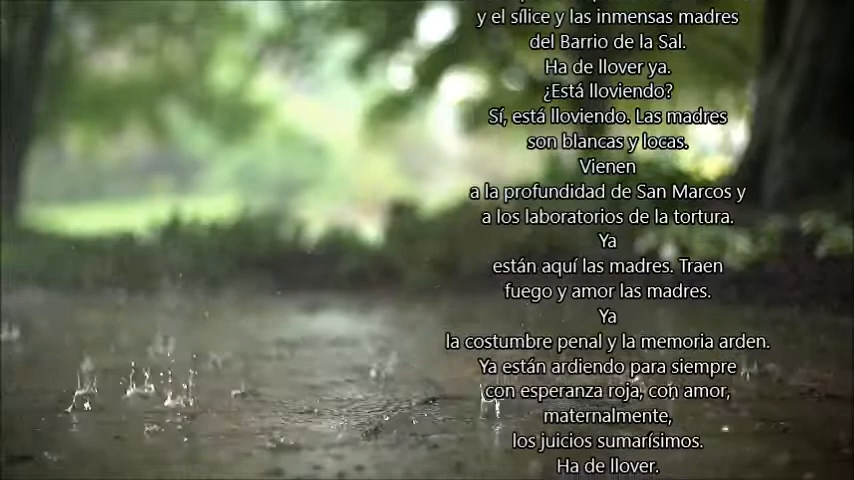 y el sílice y las inmensas madres
del Barrio de la Sal.
Ha de llover ya.
¿Está lloviendo?
Sí, está lloviendo. Las madres
son blancas y locas.
Vienen
a la profundidad de San Marcos y
a los laboratorios de la tortura.
Ya
están aquí las madres. Traen
fuego y amor las madres.
Ya
la costumbre penal y la memoria arden.
Ya están ardiendo para siempre
con esperanza roja, con amor,
maternalmente,
los juicios sumarísimos.
Ha de llover.